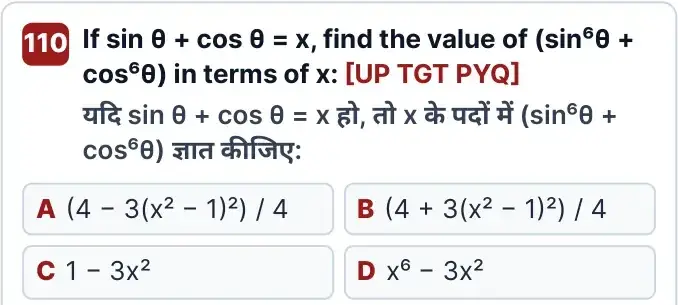 110 If sin θ + cos θ = x, find the value of (sin⁶θ +
cos⁶θ) in terms of x: [UP TGT PYQ]
यदि sin θ + cos θ = x हो, तो x के पदों में (sin⁶θ +
cos⁶θ) ज्ञात कीजिए:
A (4 − 3(x² − 1)²) / 4
B (4 + 3(x² − 1)²) / 4
C 1 − 3x²
D x⁶ − 3x²